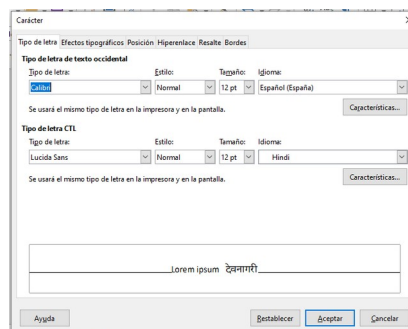 Carácter
Tipo de letra Efectos tipográficos Posición Hiperenlace Resalte Bordes
Tipo de letra de texto occidental
Tipo de letra: Estilo: Tamaño: Idioma:
Calibri Normal 12 pt Español (España)
Se usará el mismo tipo de letra en la impresora y en la pantalla. Características...
Tipo de letra CTL
Tipo de letra: Estilo: Tamaño: Idioma:
Lucida Sans Normal 12 pt Hindi
Se usará el mismo tipo de letra en la impresora y en la pantalla. Características...
Lorem ipsum देवनागरी
Ayuda Restablecer Aceptar Cancelar